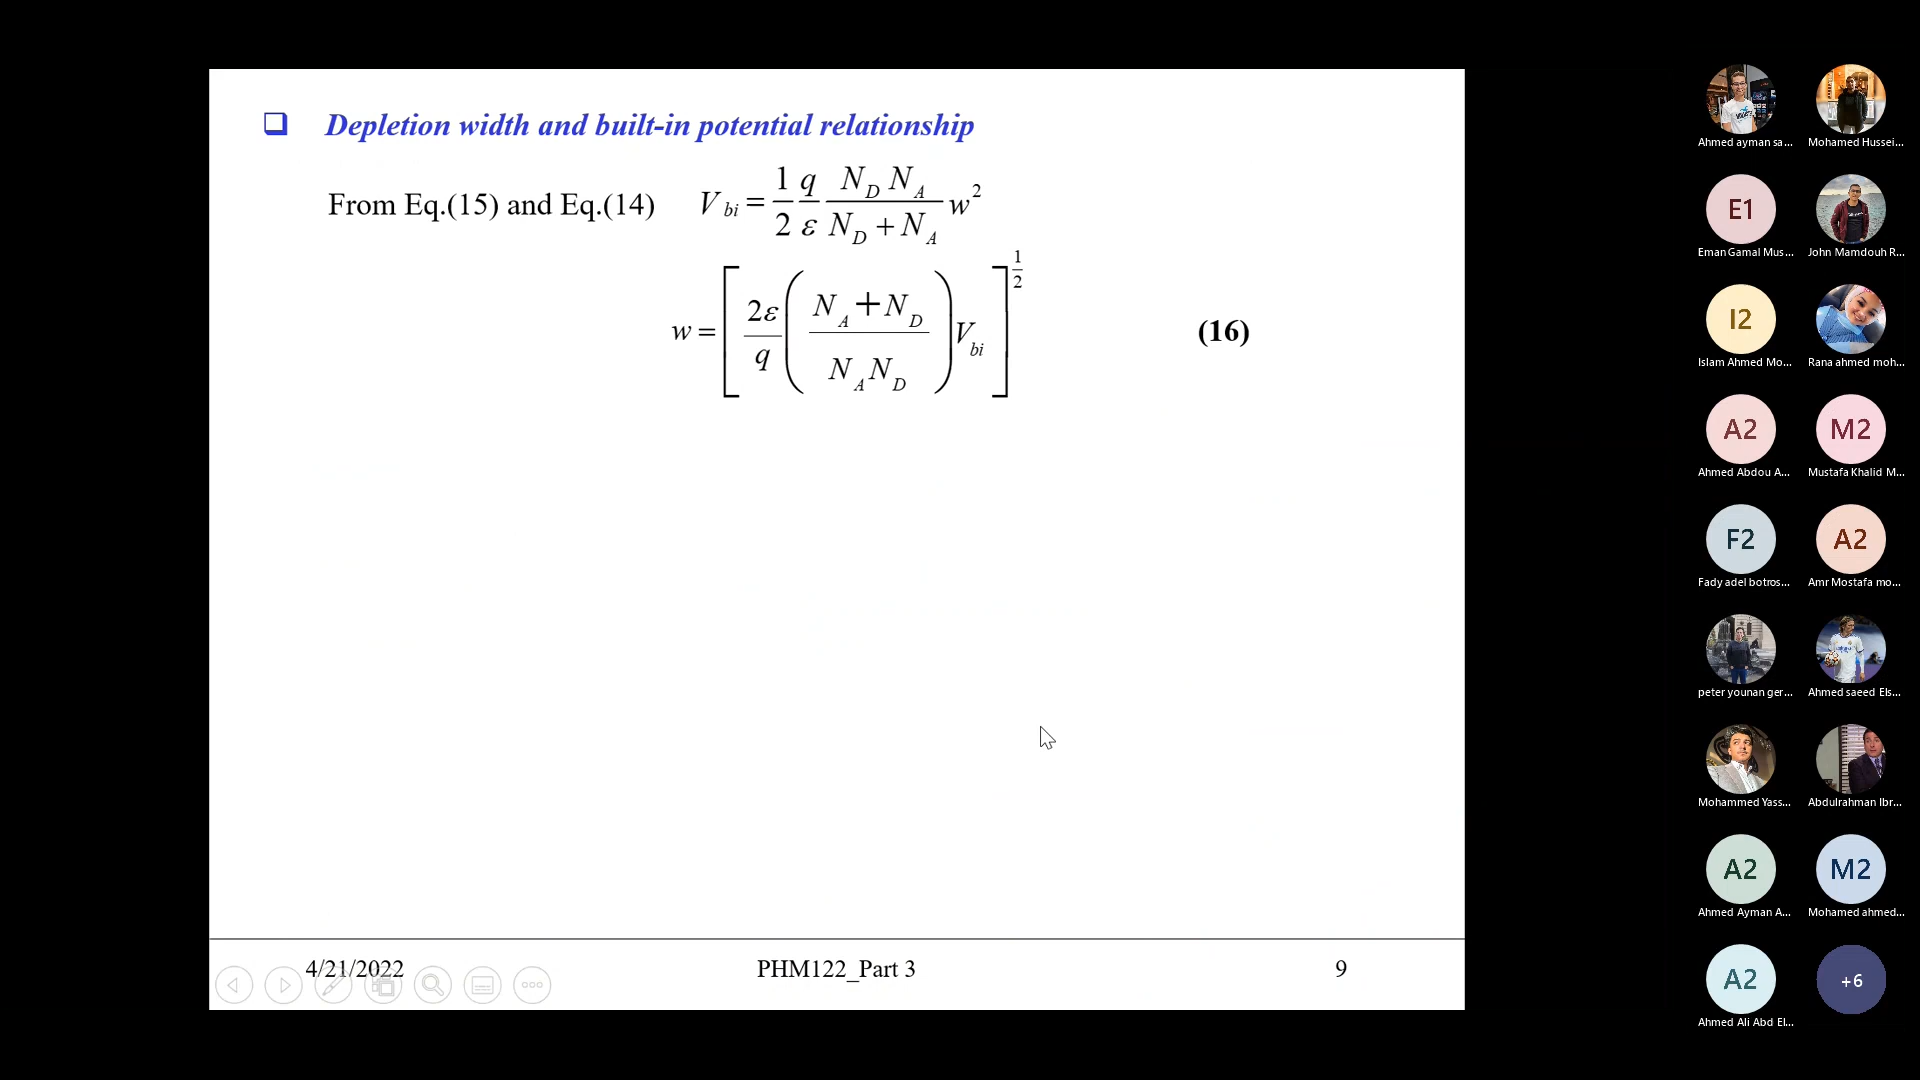 ❑ Depletion width and built-in potential relationship
From Eq.(15) and Eq.(14) V_bi = 1/2 q/ε N_D N_A / (N_D + N_A) w^2
w = [ 2ε/q ( (N_A + N_D) / (N_A N_D) ) V_bi ]^(1/2) (16)
4/21/2022 PHM122_Part 3 9
Ahmed ayman sa... Mohamed Hussei...
E1
Eman Gamal Mus... John Mamdouh R...
I2
Islam Ahmed Mo... Rana ahmed moh...
A2 M2
Ahmed Abdou A... Mustafa Khalid M...
F2 A2
Fady adel botros... Amr Mostafa mo...
peter younan ger... Ahmed saeed Els...
Mohammed Yass... Abdulrahman Ibr...
A2 M2
Ahmed Ayman A... Mohamed ahmed...
A2 +6
Ahmed Ali Abd El...